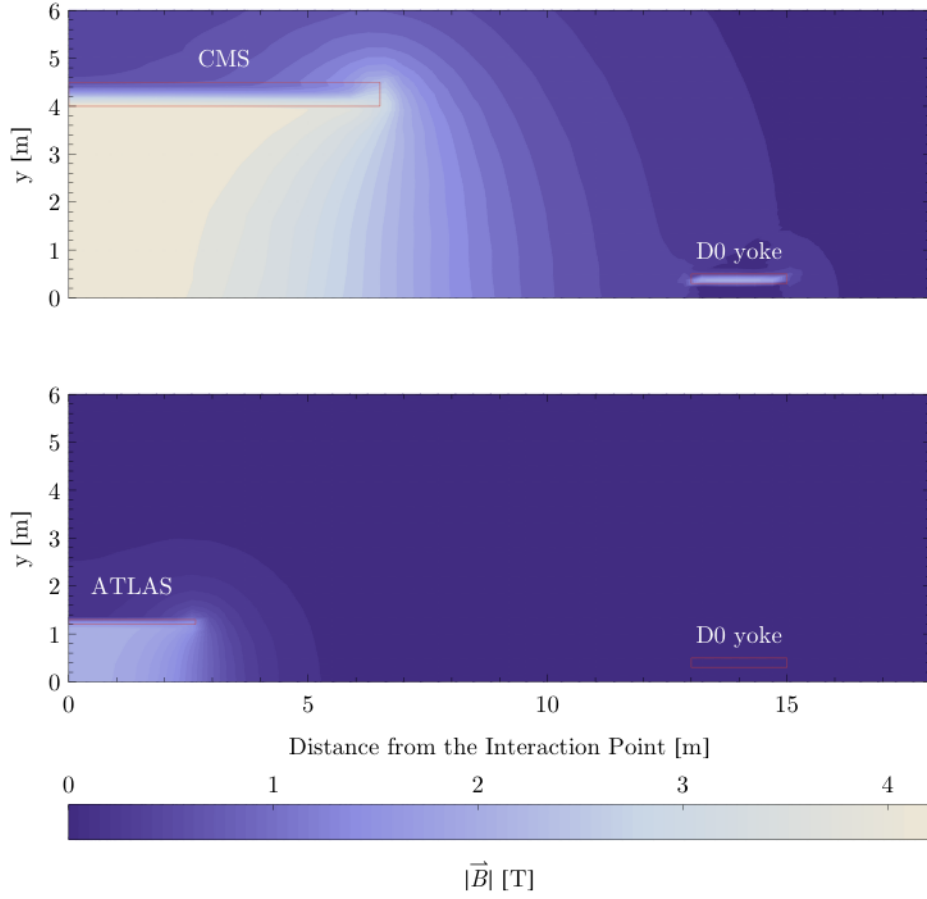 6
5
4
3
2
1
0
y [m]
CMS
D0 yoke
6
5
4
3
2
1
0
y [m]
ATLAS
D0 yoke
0 5 10 15
Distance from the Interaction Point [m]
0 1 2 3 4
|B⃗| [T]